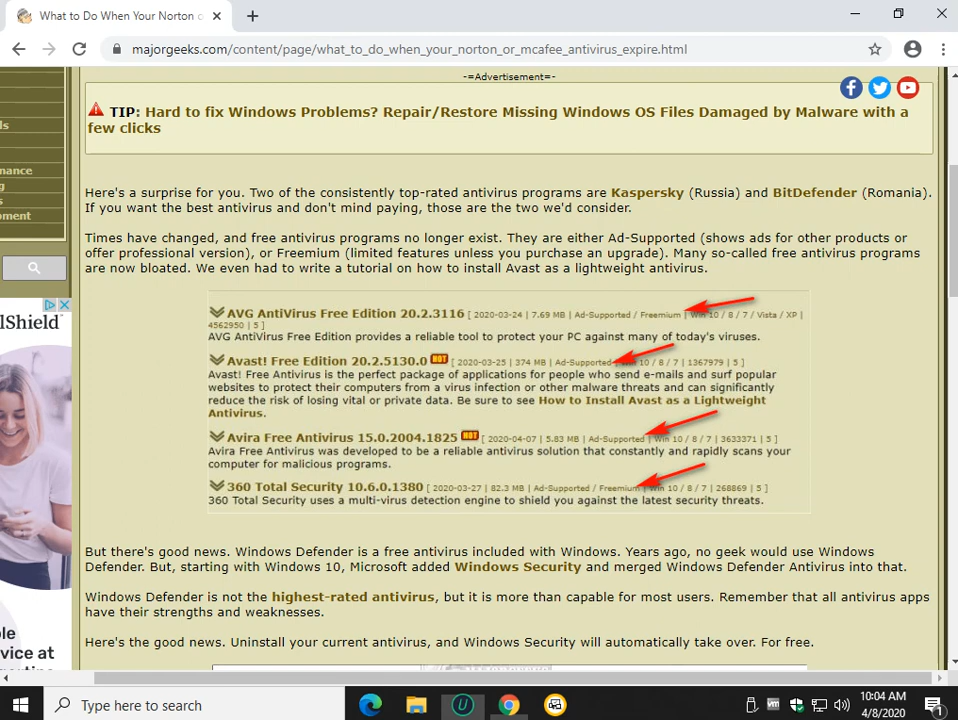 What to Do When Your Norton o
majorgeeks.com/content/page/what_to_do_when_your_norton_or_mcafee_antivirus_expire.html
-=Advertisement=-
TIP: Hard to fix Windows Problems? Repair/Restore Missing Windows OS Files Damaged by Malware with a
few clicks
ls
mance
g
s
oment
Here's a surprise for you. Two of the consistently top-rated antivirus programs are Kaspersky (Russia) and BitDefender (Romania).
If you want the best antivirus and don't mind paying, those are the two we'd consider.
Times have changed, and free antivirus programs no longer exist. They are either Ad-Supported (shows ads for other products or
offer professional version), or Freemium (limited features unless you purchase an upgrade). Many so-called free antivirus programs
are now bloated. We even had to write a tutorial on how to install Avast as a lightweight antivirus.
lShield™
AVG AntiVirus Free Edition 20.2.3116 [ 2020-03-24 | 7.69 MB | Ad-Supported / Freemium | Win 10 / 8 / 7 / Vista / XP |
4562950 | 5 ]
AVG AntiVirus Free Edition provides a reliable tool to protect your PC against many of today's viruses.
Avast! Free Edition 20.2.5130.0 HOT [ 2020-03-25 | 374 MB | Ad-Supported | Win 10 / 8 / 7 | 1367979 | 5 ]
Avast! Free Antivirus is the perfect package of applications for people who send e-mails and surf popular
websites to protect their computers from a virus infection or other malware threats and can significantly
reduce the risk of losing vital or private data. Be sure to see How to Install Avast as a Lightweight
Antivirus.
Avira Free Antivirus 15.0.2004.1825 HOT [ 2020-04-07 | 5.83 MB | Ad-Supported | Win 10 / 8 / 7 | 3633371 | 5 ]
Avira Free Antivirus was developed to be a reliable antivirus solution that constantly and rapidly scans your
computer for malicious programs.
360 Total Security 10.6.0.1380 [ 2020-03-27 | 82.3 MB | Ad-Supported / Freemium | Win 10 / 8 / 7 | 268869 | 5 ]
360 Total Security uses a multi-virus detection engine to shield you against the latest security threats.
But there's good news. Windows Defender is a free antivirus included with Windows. Years ago, no geek would use Windows
Defender. But, starting with Windows 10, Microsoft added Windows Security and merged Windows Defender Antivirus into that.
Windows Defender is not the highest-rated antivirus, but it is more than capable for most users. Remember that all antivirus apps
have their strengths and weaknesses.
Here's the good news. Uninstall your current antivirus, and Windows Security will automatically take over. For free.
ole
vice at
Type here to search
10:04 AM
4/8/2020
1